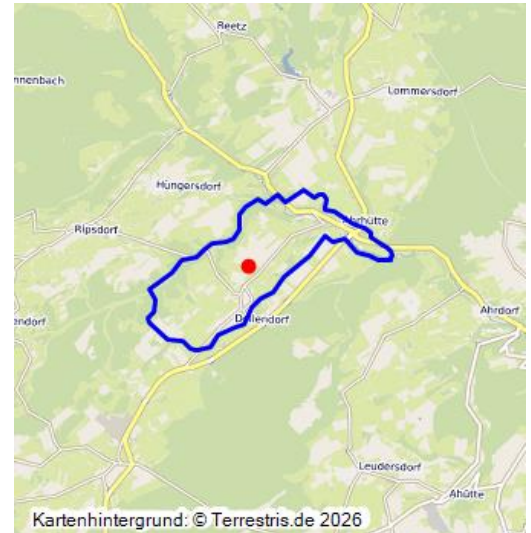 Reetz
nnenbach
Lommersdorf
Hüngersdorf
Ripsdorf
Ahrhütte
Ahrdorf
endorf
Dollendorf
Leudersdorf
Ahütte
Kartenhintergrund: © Terrestris.de 2026